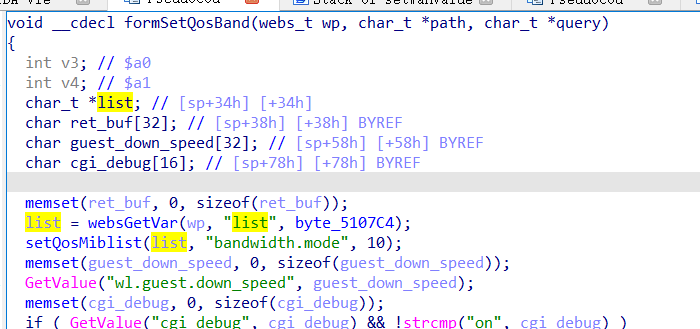 void __cdecl formSetQosBand(webs_t wp, char_t *path, char_t *query)
{
int v3; // $a0
int v4; // $a1
char_t *list; // [sp+34h] [+34h]
char ret_buf[32]; // [sp+38h] [+38h] BYREF
char guest_down_speed[32]; // [sp+58h] [+58h] BYREF
char cgi_debug[16]; // [sp+78h] [+78h] BYREF
memset(ret_buf, 0, sizeof(ret_buf));
list = websGetVar(wp, "list", byte_5107C4);
setQosMiblist(list, "bandwidth.mode", 10);
memset(guest_down_speed, 0, sizeof(guest_down_speed));
GetValue("wl.guest.down_speed", guest_down_speed);
memset(cgi_debug, 0, sizeof(cgi_debug));
if ( GetValue("cgi_debug", cgi_debug) && !strcmp("on", cgi_debug) )